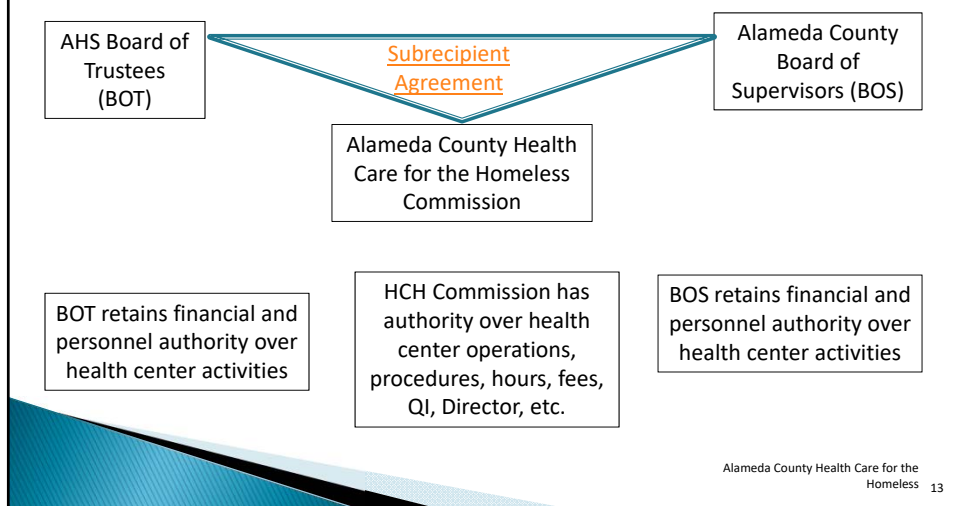 AHS Board of
Trustees
(BOT)
Subrecipient
Agreement
Alameda County
Board of
Supervisors (BOS)
Alameda County Health
Care for the Homeless
Commission
BOT retains financial and
personnel authority over
health center activities
HCH Commission has
authority over health
center operations,
procedures, hours, fees,
QI, Director, etc.
BOS retains financial and
personnel authority over
health center activities
Alameda County Health Care for the
Homeless
13